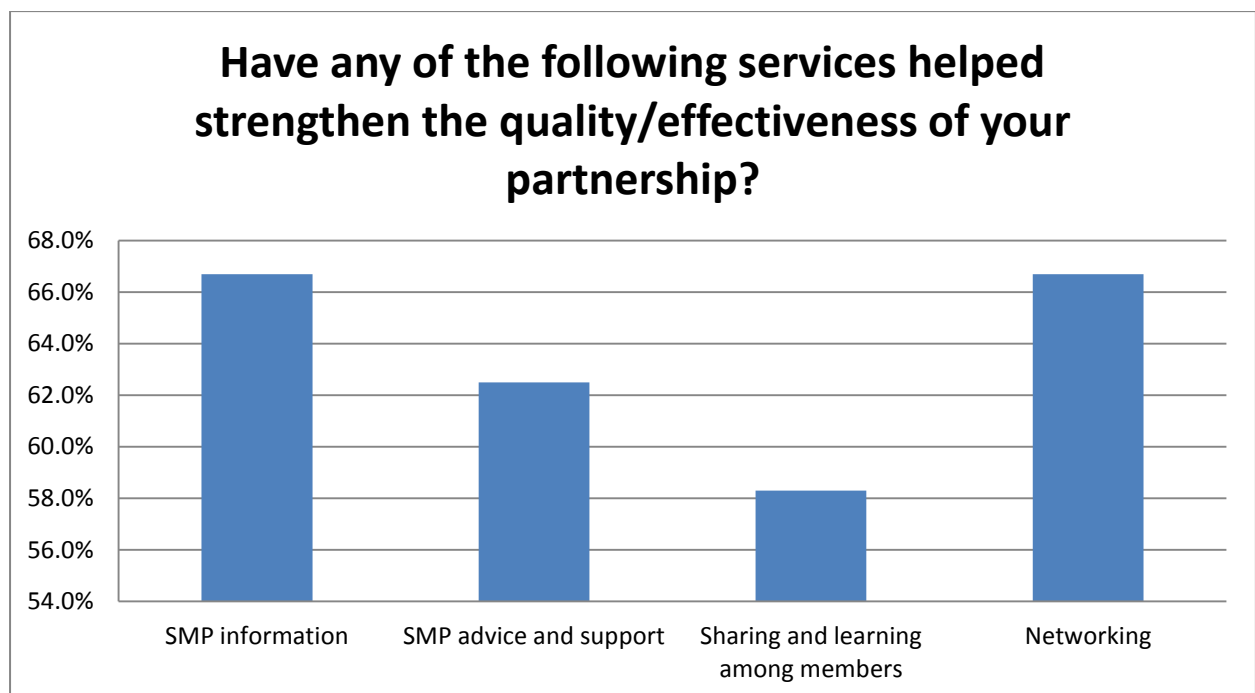 Have any of the following services helped
strengthen the quality/effectiveness of your
partnership?
68.0%
66.0%
64.0%
62.0%
60.0%
58.0%
56.0%
54.0%
SMP information
SMP advice and support
Sharing and learning
among members
Networking